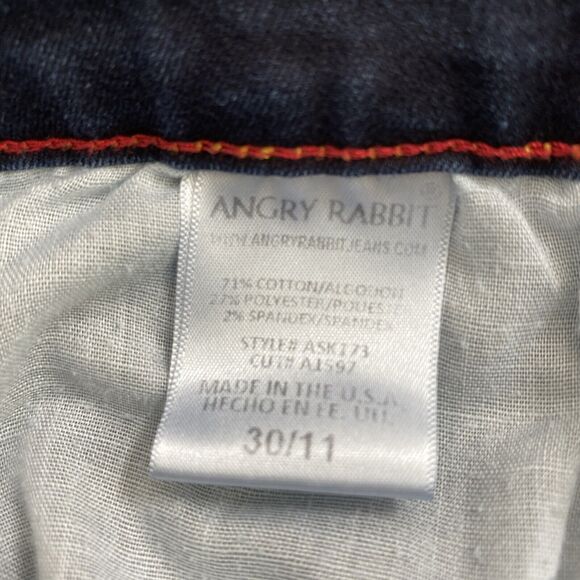 ANGRY RABBIT®
WWW.ANGRYRABBITJEANS.COM
71% COTTON/ALGODON
27% POLYESTER/POLIESTER
2% SPANDEX/SPANDEX
STYLE# ASK173
CUT# A1597
MADE IN THE U.S.A
HECHO EN EE. UU.
30/11